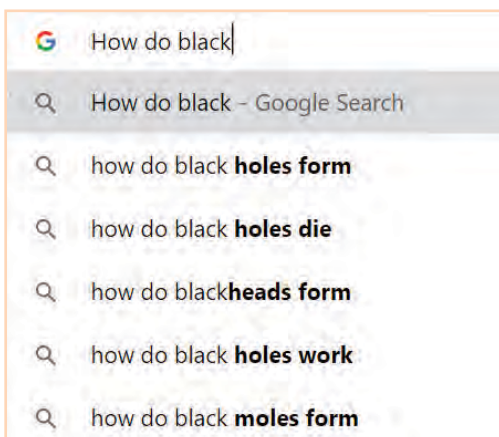 How do black
How do black - Google Search
how do black holes form
how do black holes die
how do blackheads form
how do black holes work
how do black moles form